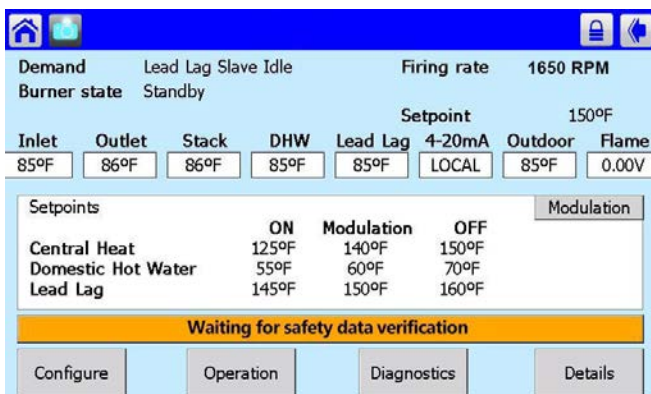 Demand Lead Lag Slave Idle Firing rate 1650 RPM
Burner state Standby
Setpoint 150ºF
Inlet Outlet Stack DHW Lead Lag 4-20mA Outdoor Flame
85ºF 86ºF 86ºF 85ºF 85ºF LOCAL 85ºF 0.00V
Setpoints Modulation
ON Modulation OFF
Central Heat 125ºF 140ºF 150ºF
Domestic Hot Water 55ºF 60ºF 70ºF
Lead Lag 145ºF 150ºF 160ºF
Waiting for safety data verification
Configure Operation Diagnostics Details